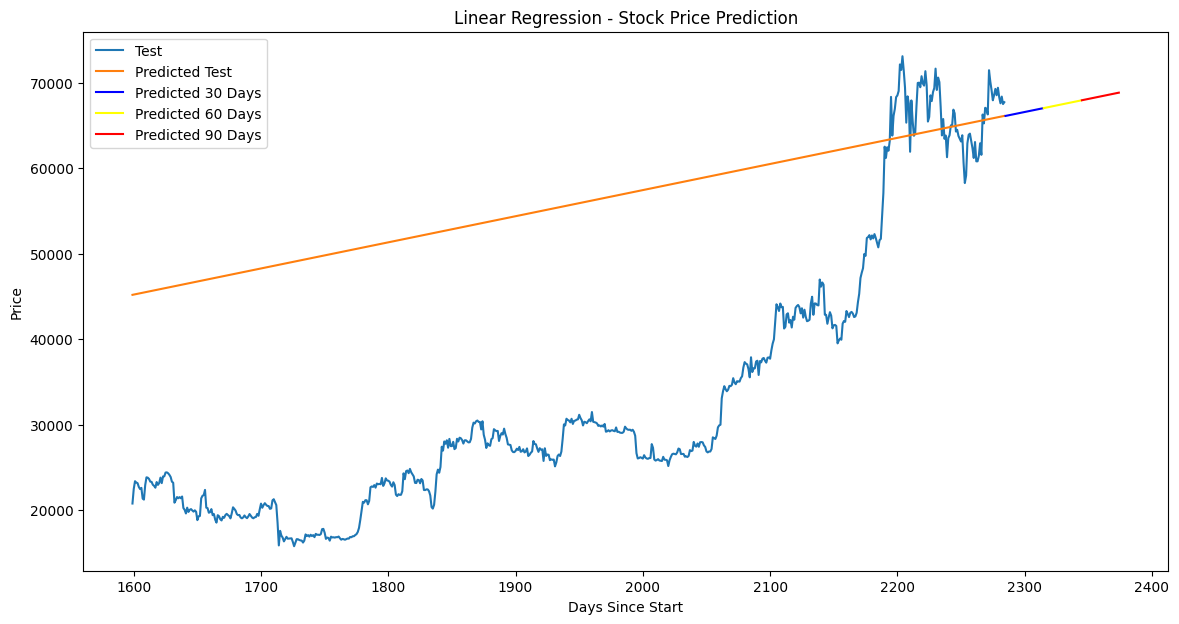 Linear Regression - Stock Price Prediction
Test
Predicted Test
Predicted 30 Days
Predicted 60 Days
Predicted 90 Days
Price
70000
60000
50000
40000
30000
20000
1600 1700 1800 1900 2000 2100 2200 2300 2400
Days Since Start